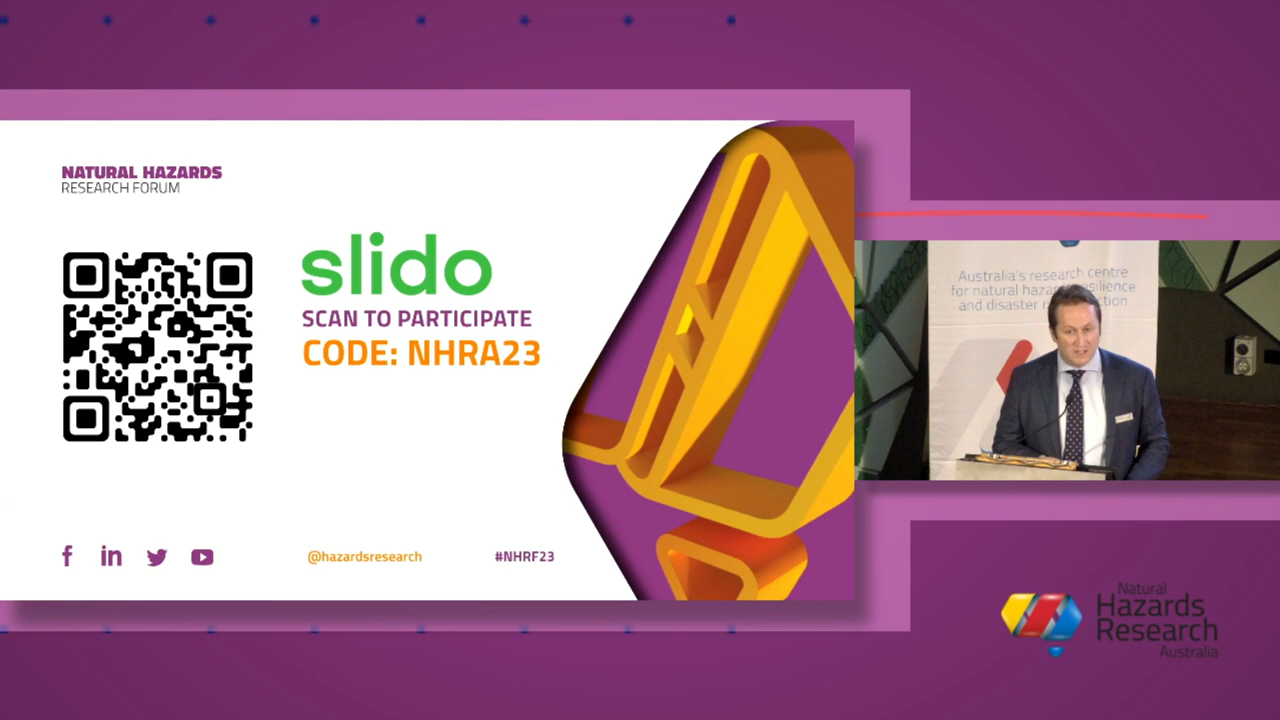 NATURAL HAZARDS
RESEARCH FORUM
slido
SCAN TO PARTICIPATE
CODE: NHRA23
@hazardsresearch
#NHRF23
Australia's research centre
for natural hazard resilience
and disaster risk reduction
Natural
Hazards
Research
Australia